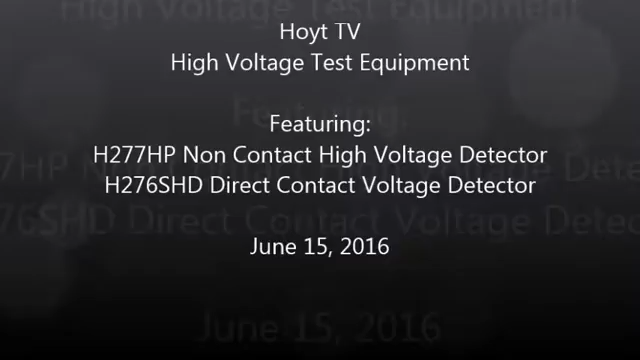 Hoyt TV
High Voltage Test Equipment
Featuring:
H277HP Non Contact High Voltage Detector
H276SHD Direct Contact Voltage Detector
June 15, 2016